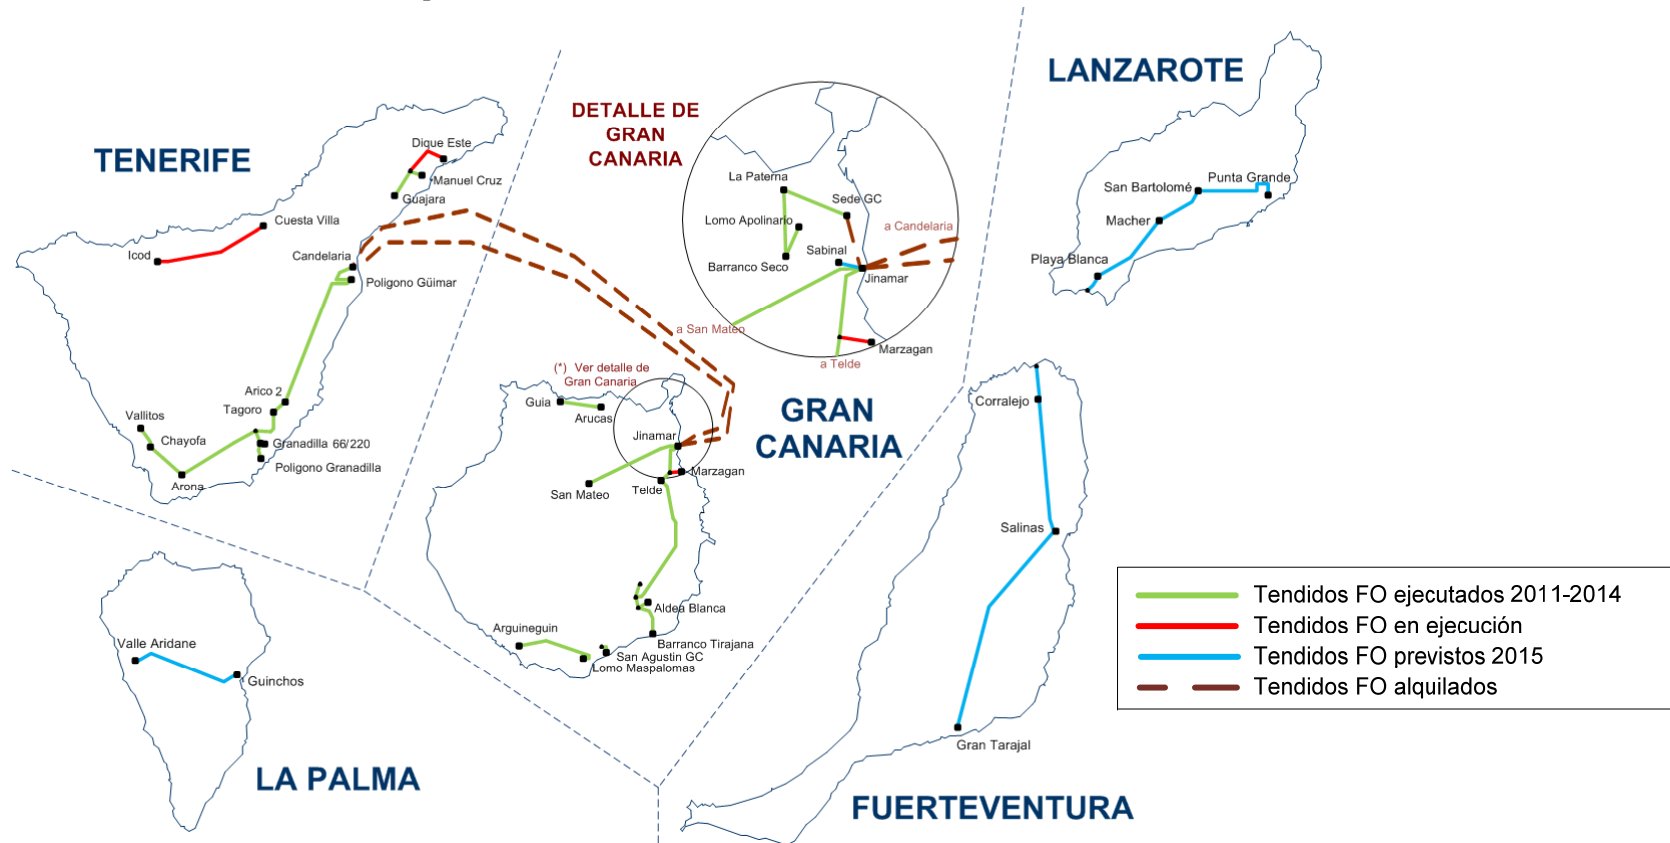 TENERIFE
Dique Este
Manuel Cruz
Guajara
Cuesta Villa
Icod
Candelaria
Poligono Güimar
Arico 2
Tagoro
Vallitos
Chayofa
Granadilla 66/220
Poligono Granadilla
Arona
DETALLE DE
GRAN
CANARIA
La Paterna
Sede GC
Lomo Apolinario
a Candelaria
Sabinal
Barranco Seco
Jinamar
a San Mateo
Marzagan
a Telde
(*) Ver detalle de
Gran Canaria
GRAN
CANARIA
Guia
Arucas
Jinamar
Marzagan
San Mateo
Telde
Aldea Blanca
Arguineguin
Barranco Tirajana
San Agustin GC
Lomo Maspalomas
LANZAROTE
Punta Grande
San Bartolomé
Macher
Playa Blanca
Corralejo
Salinas
Gran Tarajal
FUERTEVENTURA
Valle Aridane
Guinchos
LA PALMA
Tendidos FO ejecutados 2011-2014
Tendidos FO en ejecución
Tendidos FO previstos 2015
Tendidos FO alquilados